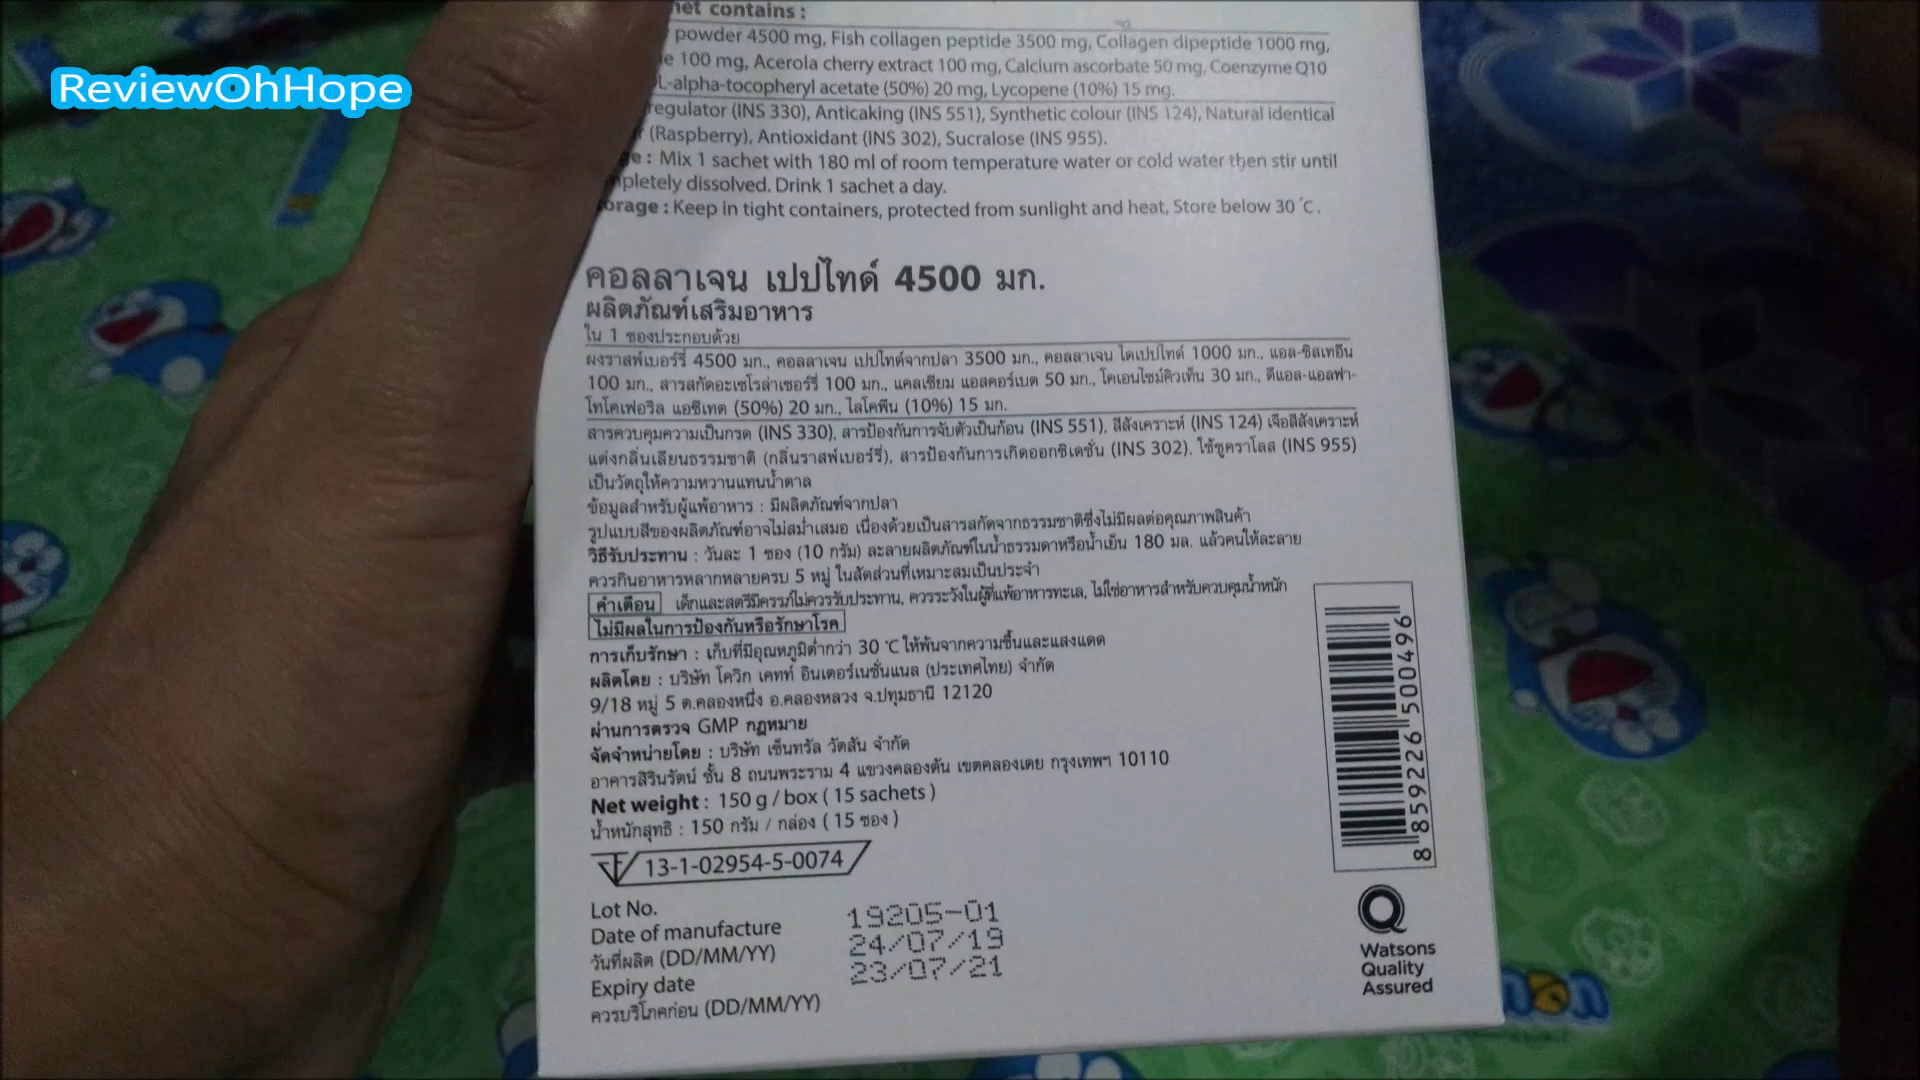 ReviewOhHope
contains :
powder 4500 mg, Fish collagen peptide 3500 mg, Collagen dipeptide 1000 mg,
100 mg, Acerola cherry extract 100 mg, Calcium ascorbate 50 mg, Coenzyme Q10
L-alpha-tocopheryl acetate (50%) 20 mg, Lycopene (10%) 15 mg.
regulator (INS 330), Anticaking (INS 551), Synthetic colour (INS 124), Natural identical
(Raspberry), Antioxidant (INS 302), Sucralose (INS 955).
: Mix 1 sachet with 180 ml of room temperature water or cold water then stir until
pletely dissolved. Drink 1 sachet a day.
orage : Keep in tight containers, protected from sunlight and heat, Store below 30 ˚C.
คอลลาเจน เปปไทด์ 4500 มก.
ผลิตภัณฑ์เสริมอาหาร
ใน 1 ซองประกอบด้วย
ผงราสพ์เบอร์รี่ 4500 มก., คอลลาเจน เปปไทด์จากปลา 3500 มก., คอลลาเจน ไดเปปไทด์ 1000 มก., แอล-ซิสเทอีน
100 มก., สารสกัดอะเซโรล่าเชอร์รี่ 100 มก., แคลเซียม แอสคอร์เบต 50 มก., โคเอนไซม์คิวเท็น 30 มก., ดีแอล-แอลฟา-
โทโคเฟอริล แอซีเทต (50%) 20 มก., ไลโคพีน (10%) 15 มก.
สารควบคุมความเป็นกรด (INS 330), สารป้องกันการจับตัวเป็นก้อน (INS 551), สีสังเคราะห์ (INS 124) เจือสีสังเคราะห์
แต่งกลิ่นเลียนธรรมชาติ (กลิ่นราสพ์เบอร์รี่), สารป้องกันการเกิดออกซิเดชั่น (INS 302), ใช้ซูคราโลส (INS 955)
เป็นวัตถุให้ความหวานแทนน้ำตาล
ข้อมูลสำหรับผู้แพ้อาหาร : มีผลิตภัณฑ์จากปลา
รูปแบบสีของผลิตภัณฑ์อาจไม่สม่ำเสมอ เนื่องด้วยเป็นสารสกัดจากธรรมชาติซึ่งไม่มีผลต่อคุณภาพสินค้า
วิธีรับประทาน : วันละ 1 ซอง (10 กรัม) ละลายผลิตภัณฑ์ในน้ำธรรมดาหรือน้ำเย็น 180 มล. แล้วคนให้ละลาย
ควรกินอาหารหลากหลายครบ 5 หมู่ ในสัดส่วนที่เหมาะสมเป็นประจำ
คำเตือน เด็กและสตรีมีครรภ์ไม่ควรรับประทาน, ควรระวังในผู้ที่แพ้อาหารทะเล, ไม่ใช่อาหารสำหรับควบคุมน้ำหนัก
ไม่มีผลในการป้องกันหรือรักษาโรค
การเก็บรักษา : เก็บที่มีอุณหภูมิต่ำกว่า 30 ˚C ให้พ้นจากความชื้นและแสงแดด
ผลิตโดย : บริษัท โควิก เคทท์ อินเตอร์เนชั่นแนล (ประเทศไทย) จำกัด
9/18 หมู่ 5 ต.คลองหนึ่ง อ.คลองหลวง จ.ปทุมธานี 12120
ผ่านการตรวจ GMP กฎหมาย
จัดจำหน่ายโดย : บริษัท เซ็นทรัล วัตสัน จำกัด
อาคารสิรินรัตน์ ชั้น 8 ถนนพระราม 4 แขวงคลองตัน เขตคลองเตย กรุงเทพฯ 10110
Net weight : 150 g / box ( 15 sachets )
น้ำหนักสุทธิ : 150 กรัม / กล่อง ( 15 ซอง )
13-1-02954-5-0074
Lot No. 19205-01
Date of manufacture 24/07/19
วันที่ผลิต (DD/MM/YY)
Expiry date 23/07/21
ควรบริโภคก่อน (DD/MM/YY)
8 859226 500496
Watsons
Quality
Assured